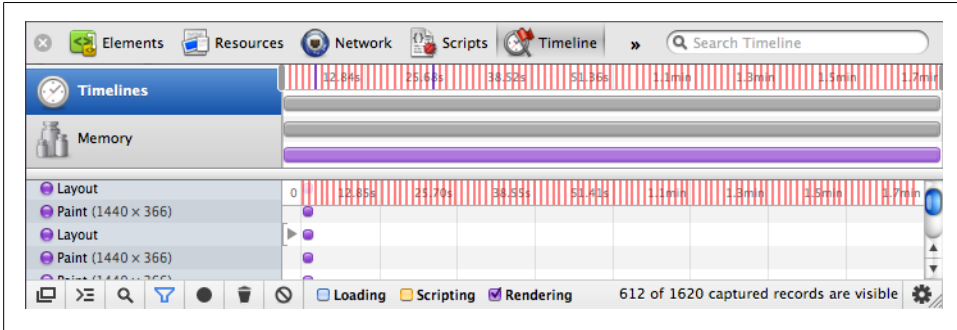 Elements Resources Network Scripts Timeline » Search Timeline
Timelines
12.84s 25.68s 38.52s 51.36s 1.1min 1.3min 1.5min 1.7min
Memory
Layout
0 12.85s 25.70s 38.55s 51.41s 1.1min 1.3min 1.5min 1.7min
Paint (1440 × 366)
Layout
Paint (1440 × 366)
Paint (1440 × 366)
Loading Scripting Rendering 612 of 1620 captured records are visible